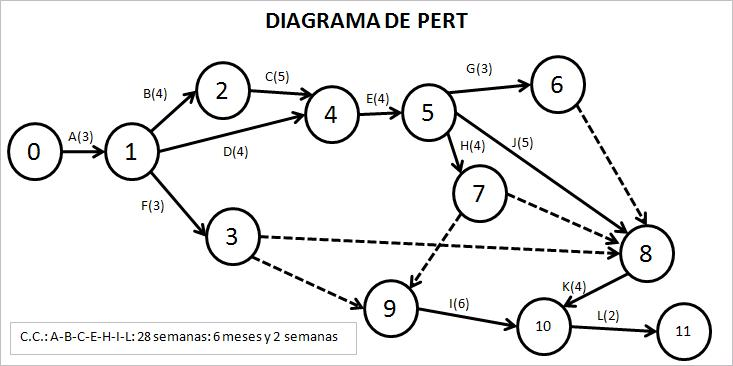 DIAGRAMA DE PERT
G(3)
6
C(5)
2
B(4)
E(4)
5
4
J(5)
A(3)
H(4)
0
1
D(4)
7
F(3)
3
8
K(4)
9
I(6)
10
L(2)
11
C.C.: A-B-C-E-H-I-L: 28 semanas: 6 meses y 2 semanas